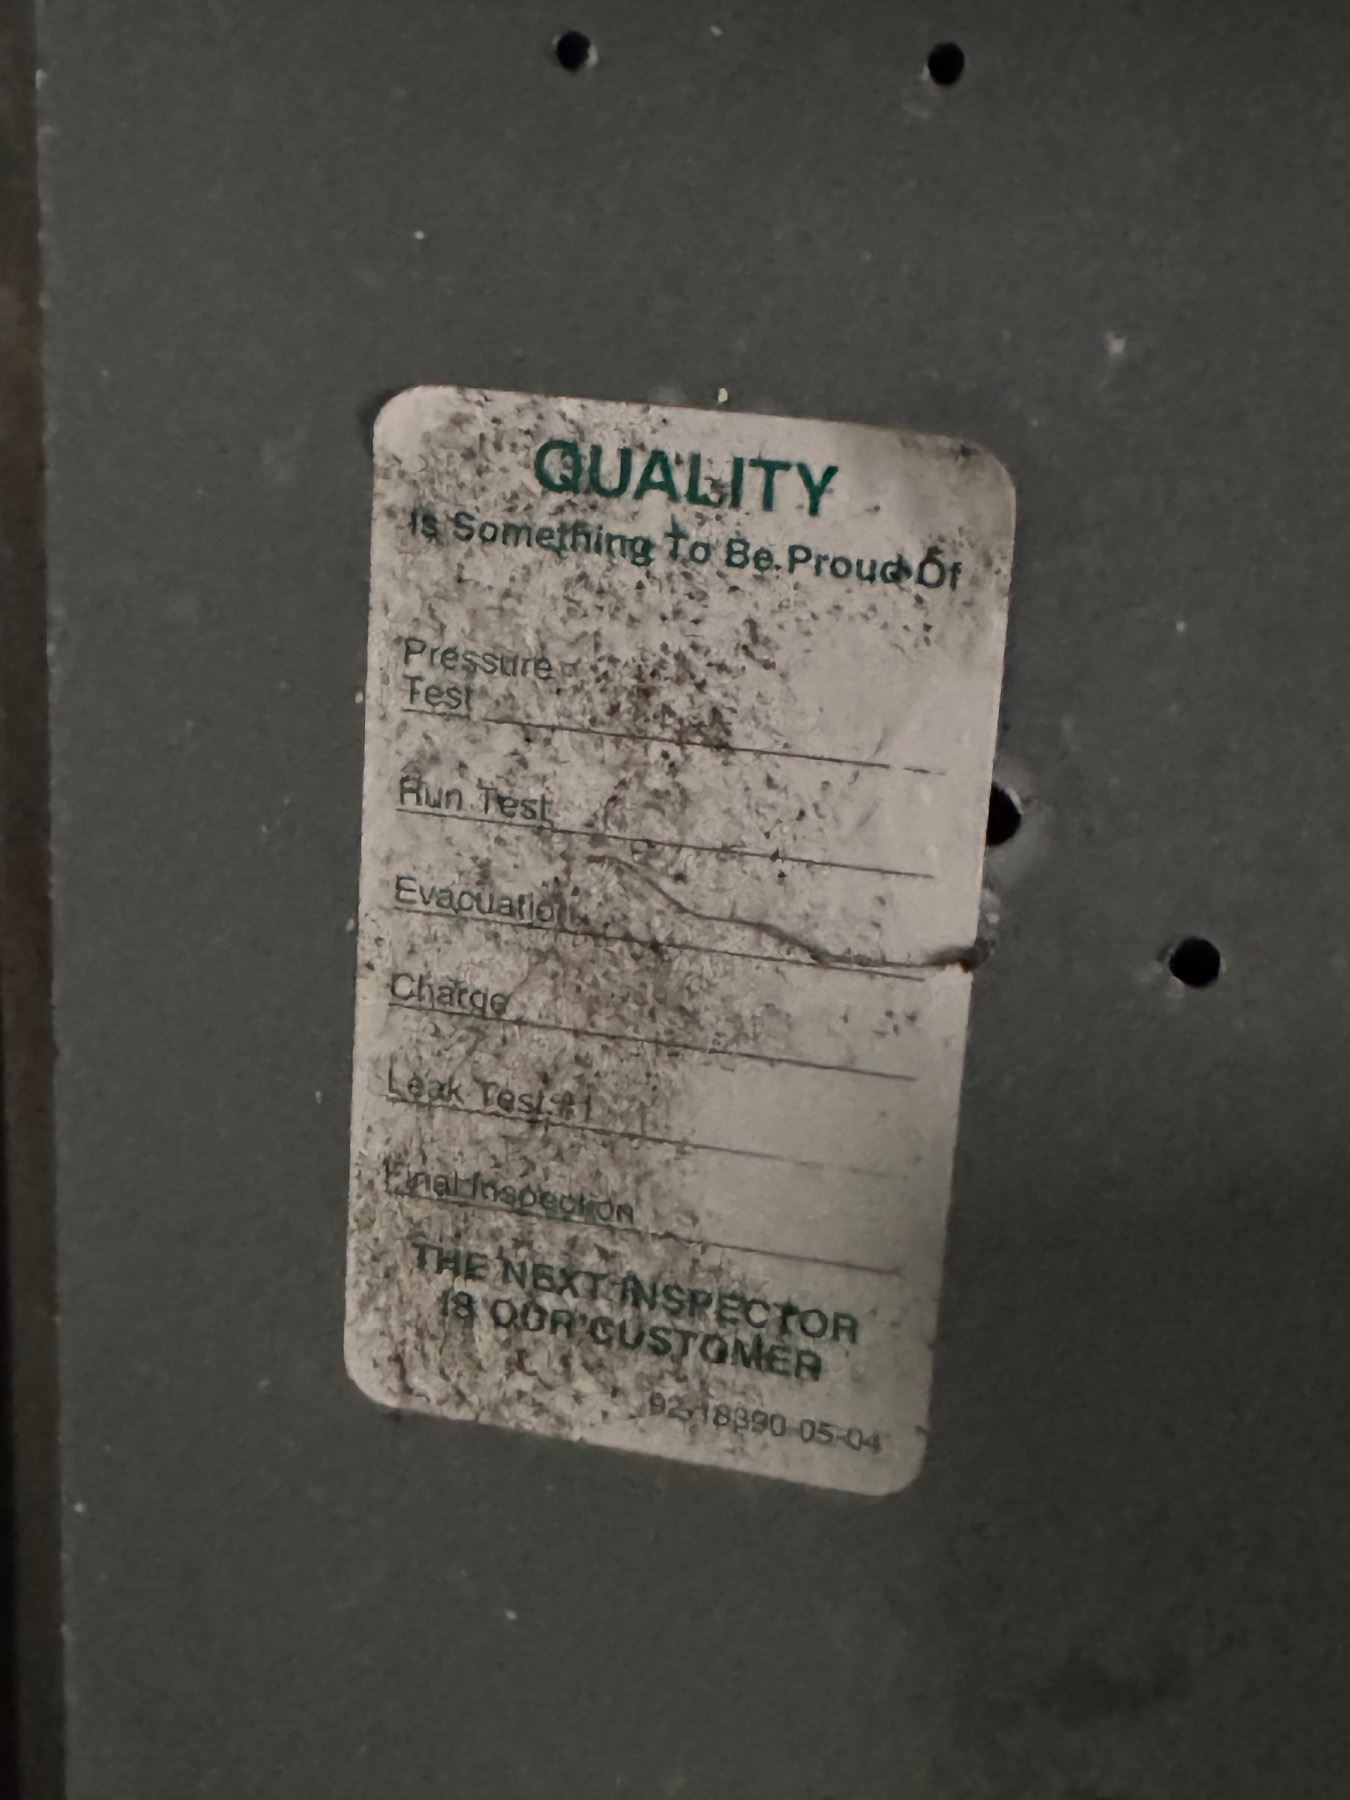 QUALITY
Is Something To Be Proud Of
Pressure
Test
Run Test
Evacuation
Charge
Leak Test #1
Final Inspection
THE NEXT INSPECTOR
IS OUR CUSTOMER
92-18390-05-04